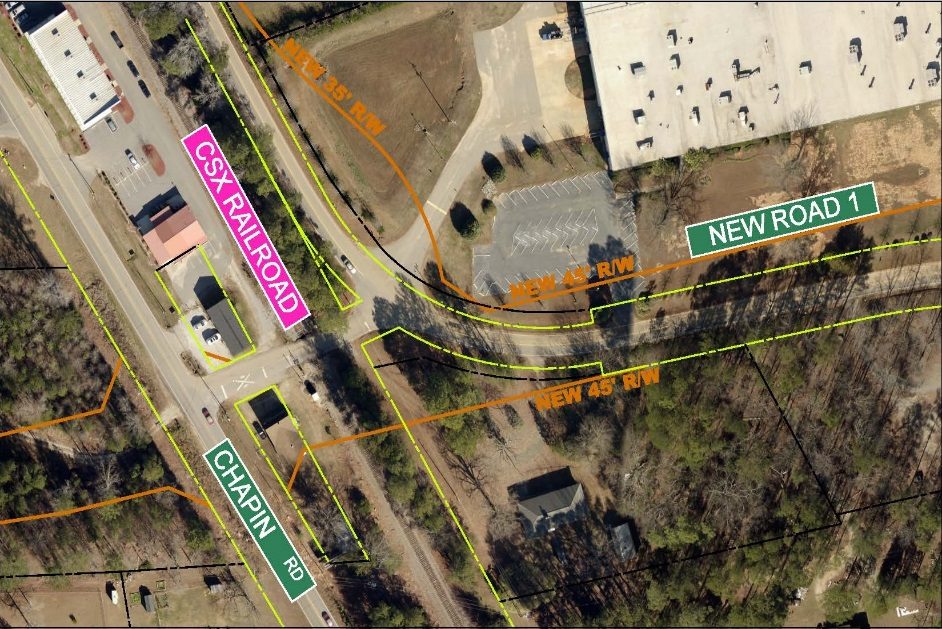 NEW 35' R/W
CSX RAILROAD
NEW ROAD 1
NEW 45' R/W
NEW 45' R/W
CHAPIN RD